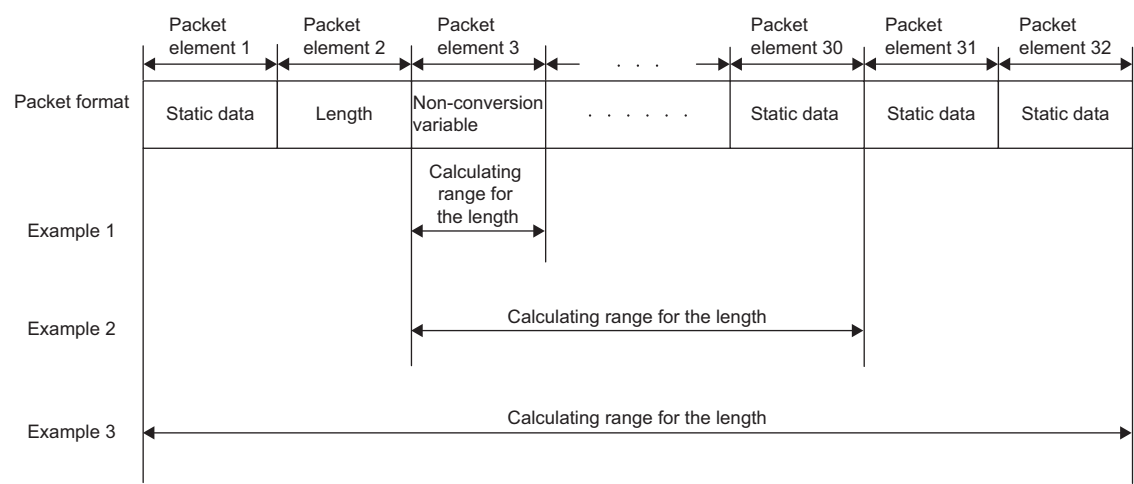 Packet element 1
Packet element 2
Packet element 3
. . .
Packet element 30
Packet element 31
Packet element 32
Packet format
Static data
Length
Non-conversion variable
. . . . . .
Static data
Static data
Static data
Example 1
Calculating range for the length
Example 2
Calculating range for the length
Example 3
Calculating range for the length